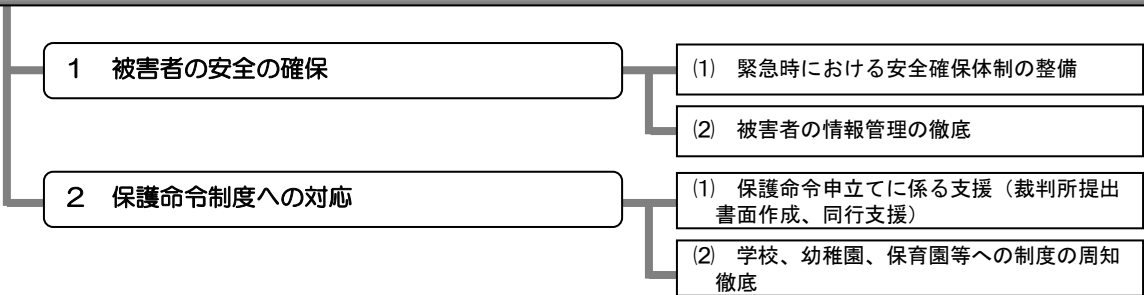 1　被害者の安全の確保
⑴　緊急時における安全確保体制の整備
⑵　被害者の情報管理の徹底
2　保護命令制度への対応
⑴　保護命令申立てに係る支援（裁判所提出
書面作成、同行支援）
⑵　学校、幼稚園、保育園等への制度の周知
徹底